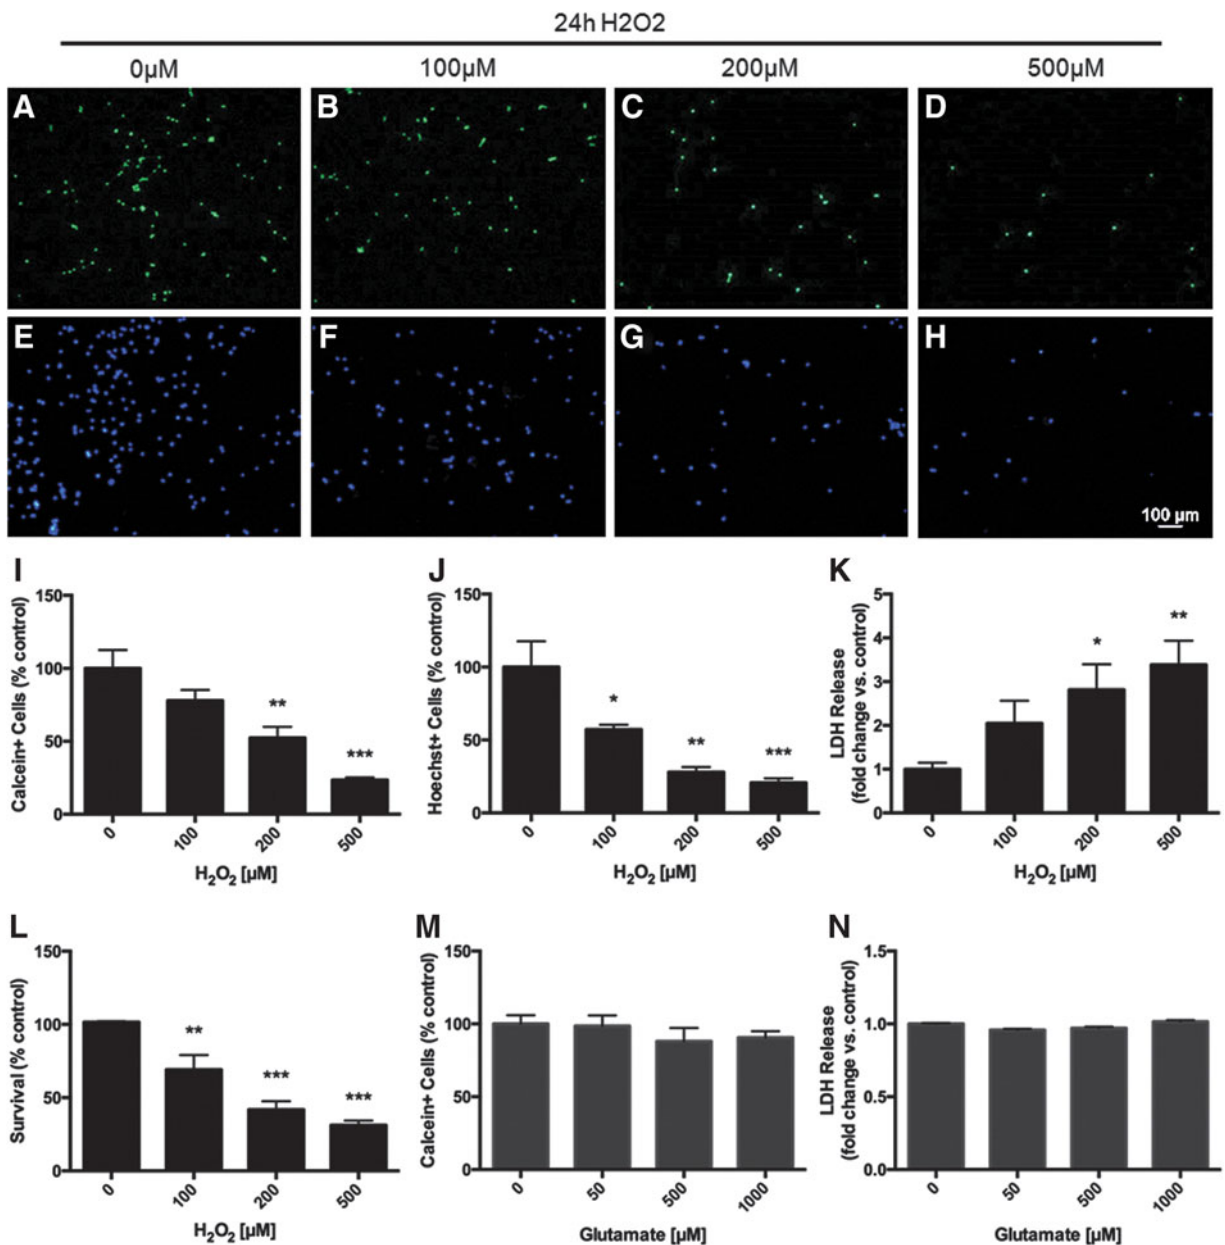 24h H2O2
0µM 100µM 200µM 500µM
A B C D
E F G H
100 µm
I
Calcein+ Cells (% control)
150
100
50
0
**
***
0 100 200 500
H₂O₂ [µM]
J
Hoechst+ Cells (% control)
150
100
50
0
*
**
***
0 100 200 500
H₂O₂ [µM]
K
LDH Release
(fold change vs. control)
5
4
3
2
1
0
*
**
0 100 200 500
H₂O₂ [µM]
L
Survival (% control)
150
100
50
0
**
***
***
0 100 200 500
H₂O₂ [µM]
M
Calcein+ Cells (% control)
150
100
50
0
0 50 500 1000
Glutamate [µM]
N
LDH Release
(fold change vs. control)
1.5
1.0
0.5
0.0
0 50 500 1000
Glutamate [µM]